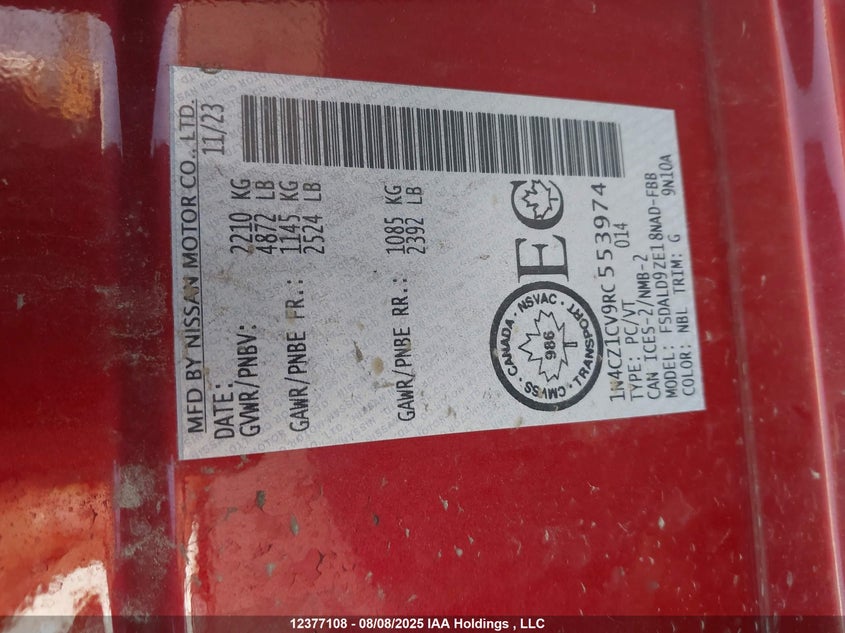 MFD BY NISSAN MOTOR CO., LTD.
DATE: 11/23
GVWR/PNBV: 2210 KG
4872 LB
GAWR/PNBE FR.: 1145 KG
2524 LB
GAWR/PNBE RR.: 1085 KG
2392 LB
CANADA · NSVAC · TRANSPORT · CMVSS ·
986 T
EC
1N4CZ1CV9RC553974
TYPE: PC/VT 014
CAN ICES-2/NMB-2
MODEL: FSDALD9ZE18NAD-FBB
COLOR: NBL TRIM: G 9N10A
12377108 - 08/08/2025 IAA Holdings , LLC